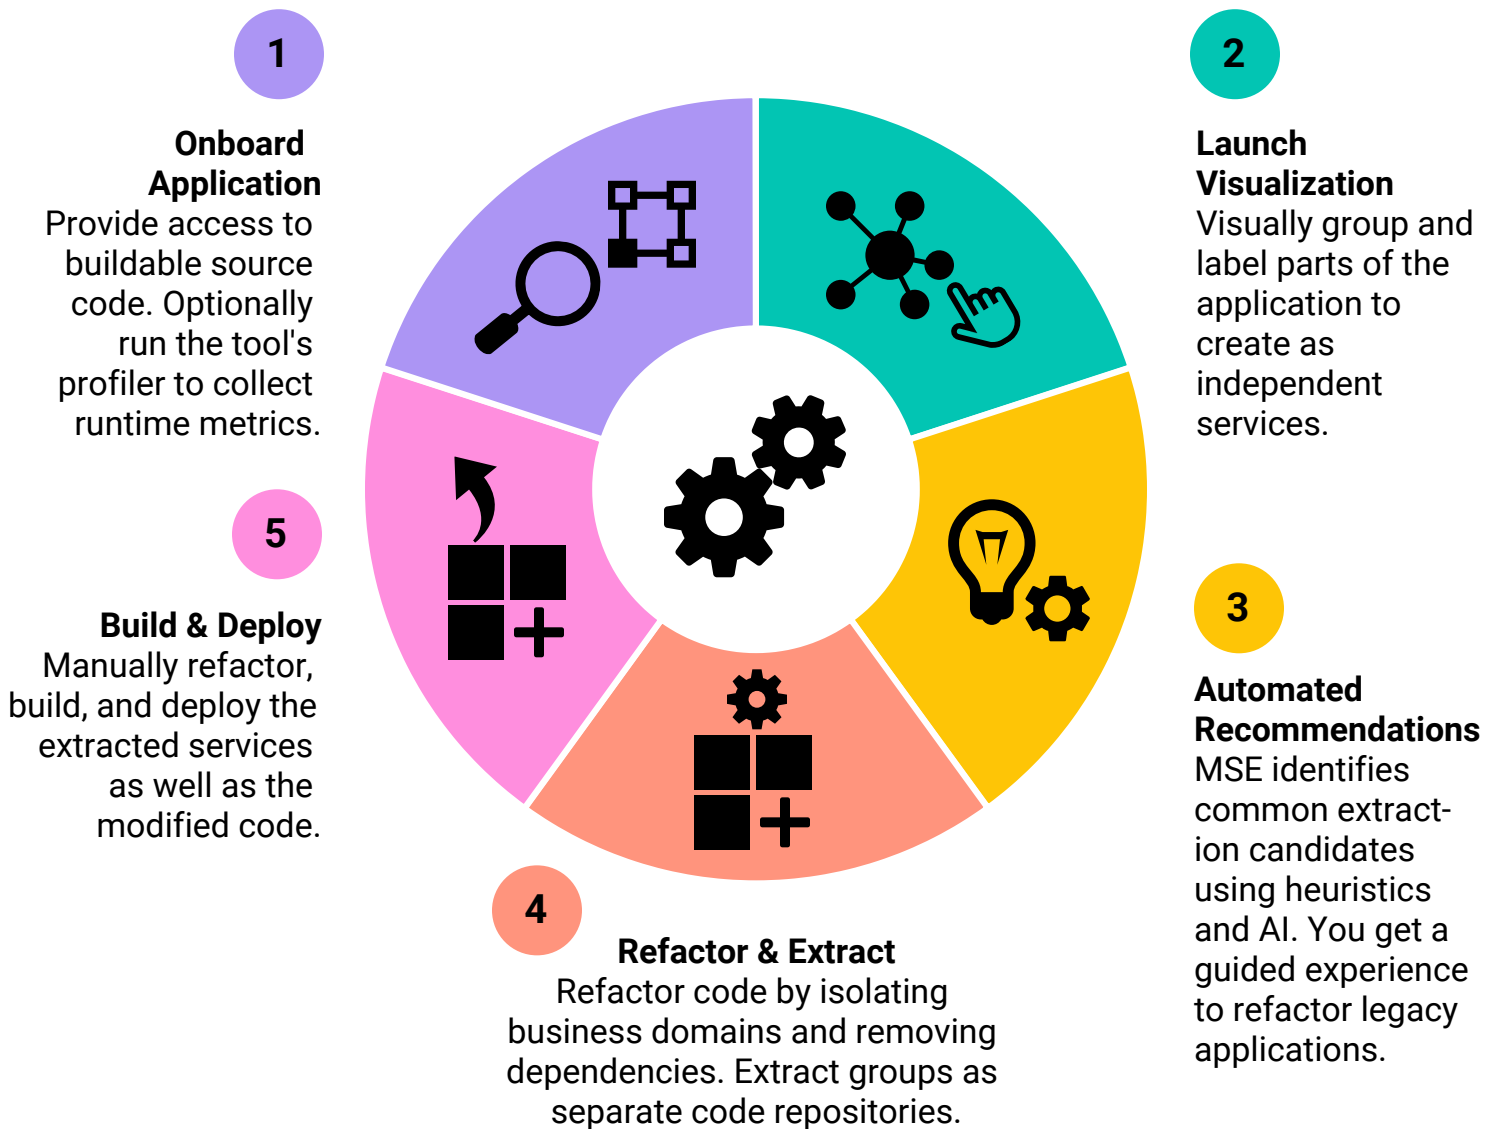 1
Onboard
Application
Provide access to
buildable source
code. Optionally
run the tool's
profiler to collect
runtime metrics.
2
Launch
Visualization
Visually group and
label parts of the
application to
create as
independent
services.
3
Automated
Recommendations
MSE identifies
common extract-
ion candidates
using heuristics
and AI. You get a
guided experience
to refactor legacy
applications.
4
Refactor & Extract
Refactor code by isolating
business domains and removing
dependencies. Extract groups as
separate code repositories.
5
Build & Deploy
Manually refactor,
build, and deploy the
extracted services
as well as the
modified code.